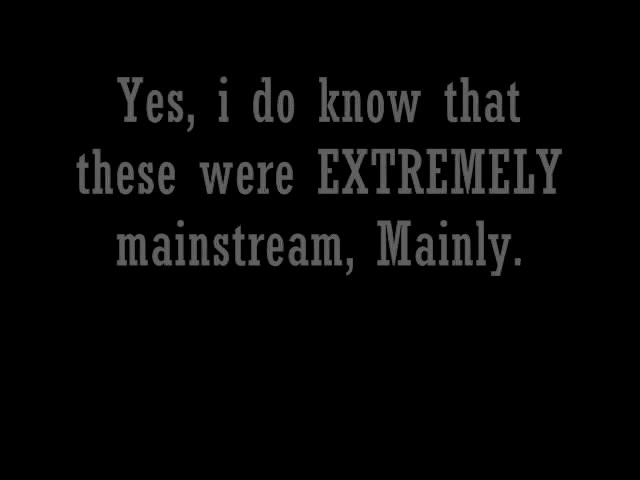 Yes, i do know that
these were EXTREMELY
mainstream, Mainly.